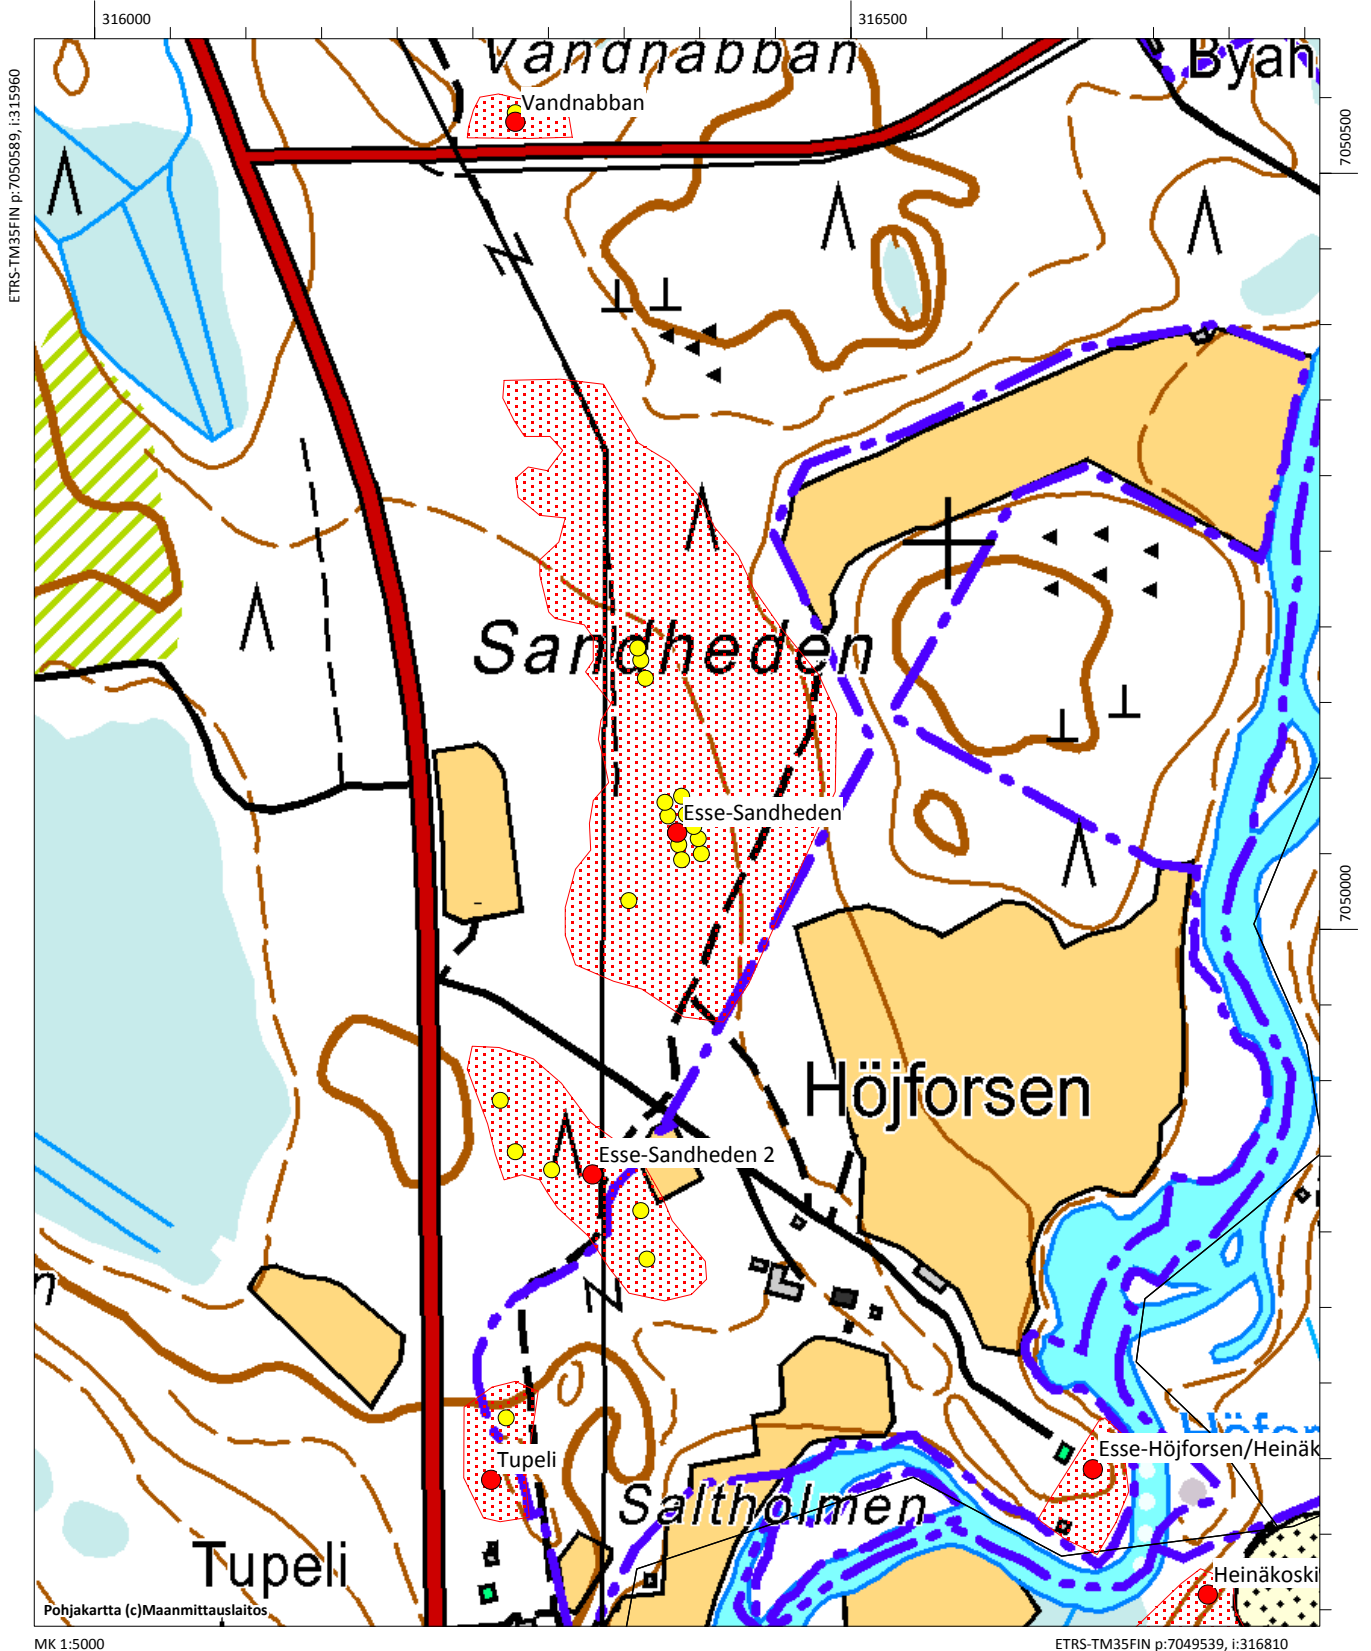 316000
316500
ETRS-TM35FIN p:7050589, i:315960
Vandnabban
Byah
Vandnabban
7050500
Sandheden
Esse-Sandheden
7050000
Höjforsen
Esse-Sandheden 2
n
Höfor
Esse-Höjforsen/Heinäk
Tupeli
Saltholmen
Tupeli
Heinäkoski
Pohjakartta (c)Maanmittauslaitos
MK 1:5000
ETRS-TM35FIN p:7049539, i:316810